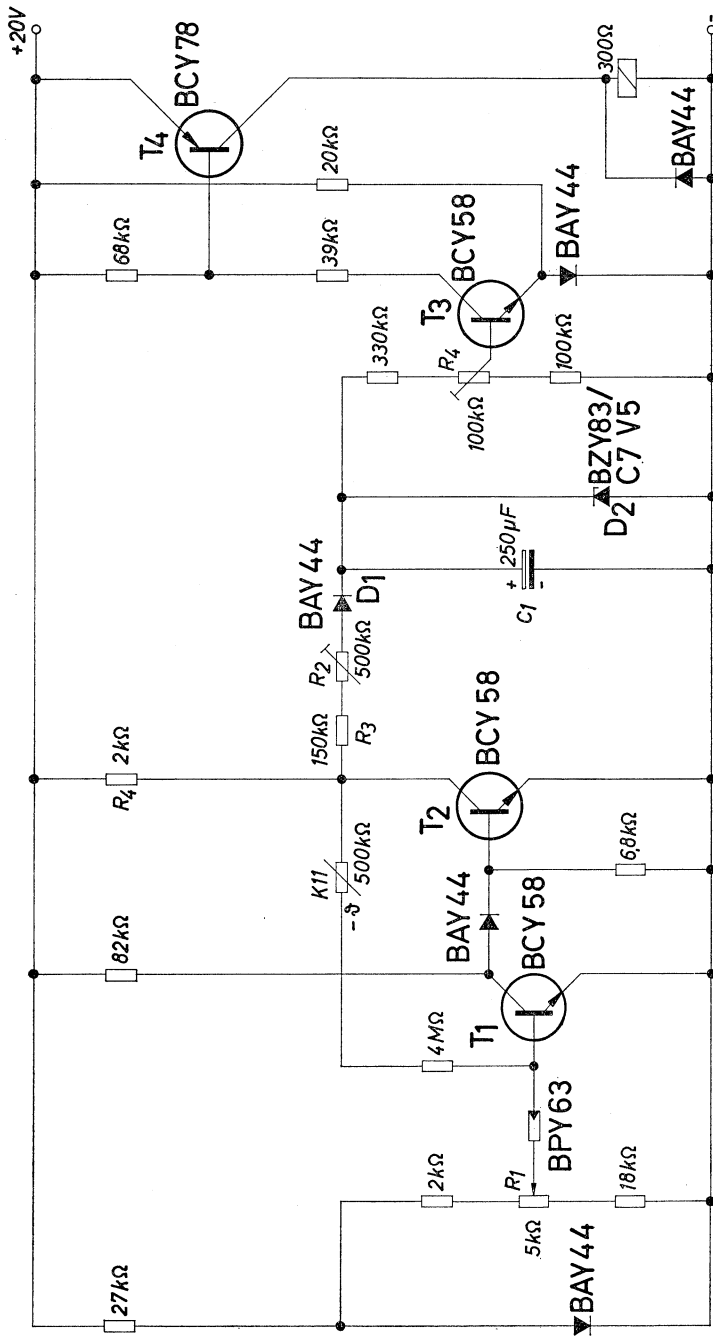 +20V
-
BCY78
T4
300Ω
BAY44
20kΩ
68kΩ
39kΩ
BCY58
T3
BAY44
330kΩ
R4
100kΩ
100kΩ
BZY83/
C7 V5
D2
250µF
+
-
C1
BAY44
D1
R2
500kΩ
150kΩ
R3
2kΩ
R4
BCY58
T2
K11
500kΩ
-ϑ
6,8kΩ
BAY44
82kΩ
BCY58
T1
4MΩ
BPY63
2kΩ
R1
5kΩ
18kΩ
27kΩ
BAY44